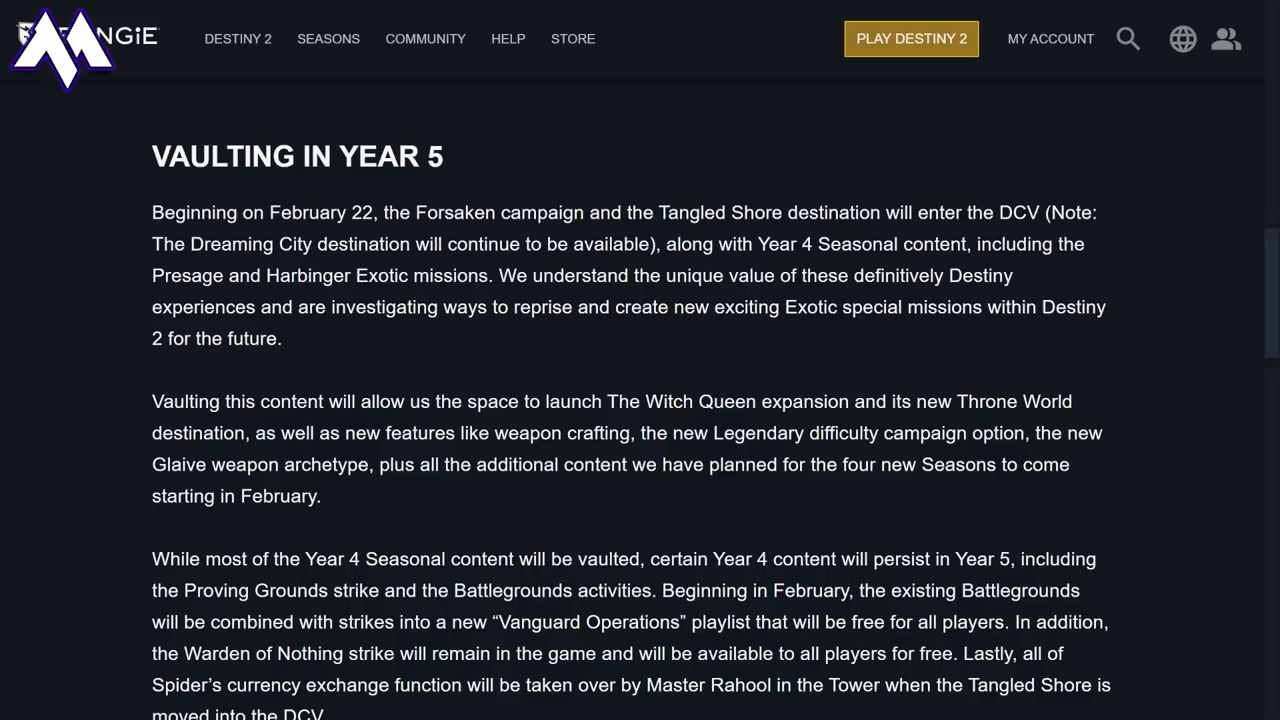 NGiE
DESTINY 2 SEASONS COMMUNITY HELP STORE PLAY DESTINY 2 MY ACCOUNT
VAULTING IN YEAR 5
Beginning on February 22, the Forsaken campaign and the Tangled Shore destination will enter the DCV (Note:
The Dreaming City destination will continue to be available), along with Year 4 Seasonal content, including the
Presage and Harbinger Exotic missions. We understand the unique value of these definitively Destiny
experiences and are investigating ways to reprise and create new exciting Exotic special missions within Destiny
2 for the future.
Vaulting this content will allow us the space to launch The Witch Queen expansion and its new Throne World
destination, as well as new features like weapon crafting, the new Legendary difficulty campaign option, the new
Glaive weapon archetype, plus all the additional content we have planned for the four new Seasons to come
starting in February.
While most of the Year 4 Seasonal content will be vaulted, certain Year 4 content will persist in Year 5, including
the Proving Grounds strike and the Battlegrounds activities. Beginning in February, the existing Battlegrounds
will be combined with strikes into a new “Vanguard Operations” playlist that will be free for all players. In addition,
the Warden of Nothing strike will remain in the game and will be available to all players for free. Lastly, all of
Spider’s currency exchange function will be taken over by Master Rahool in the Tower when the Tangled Shore is
moved into the DCV.